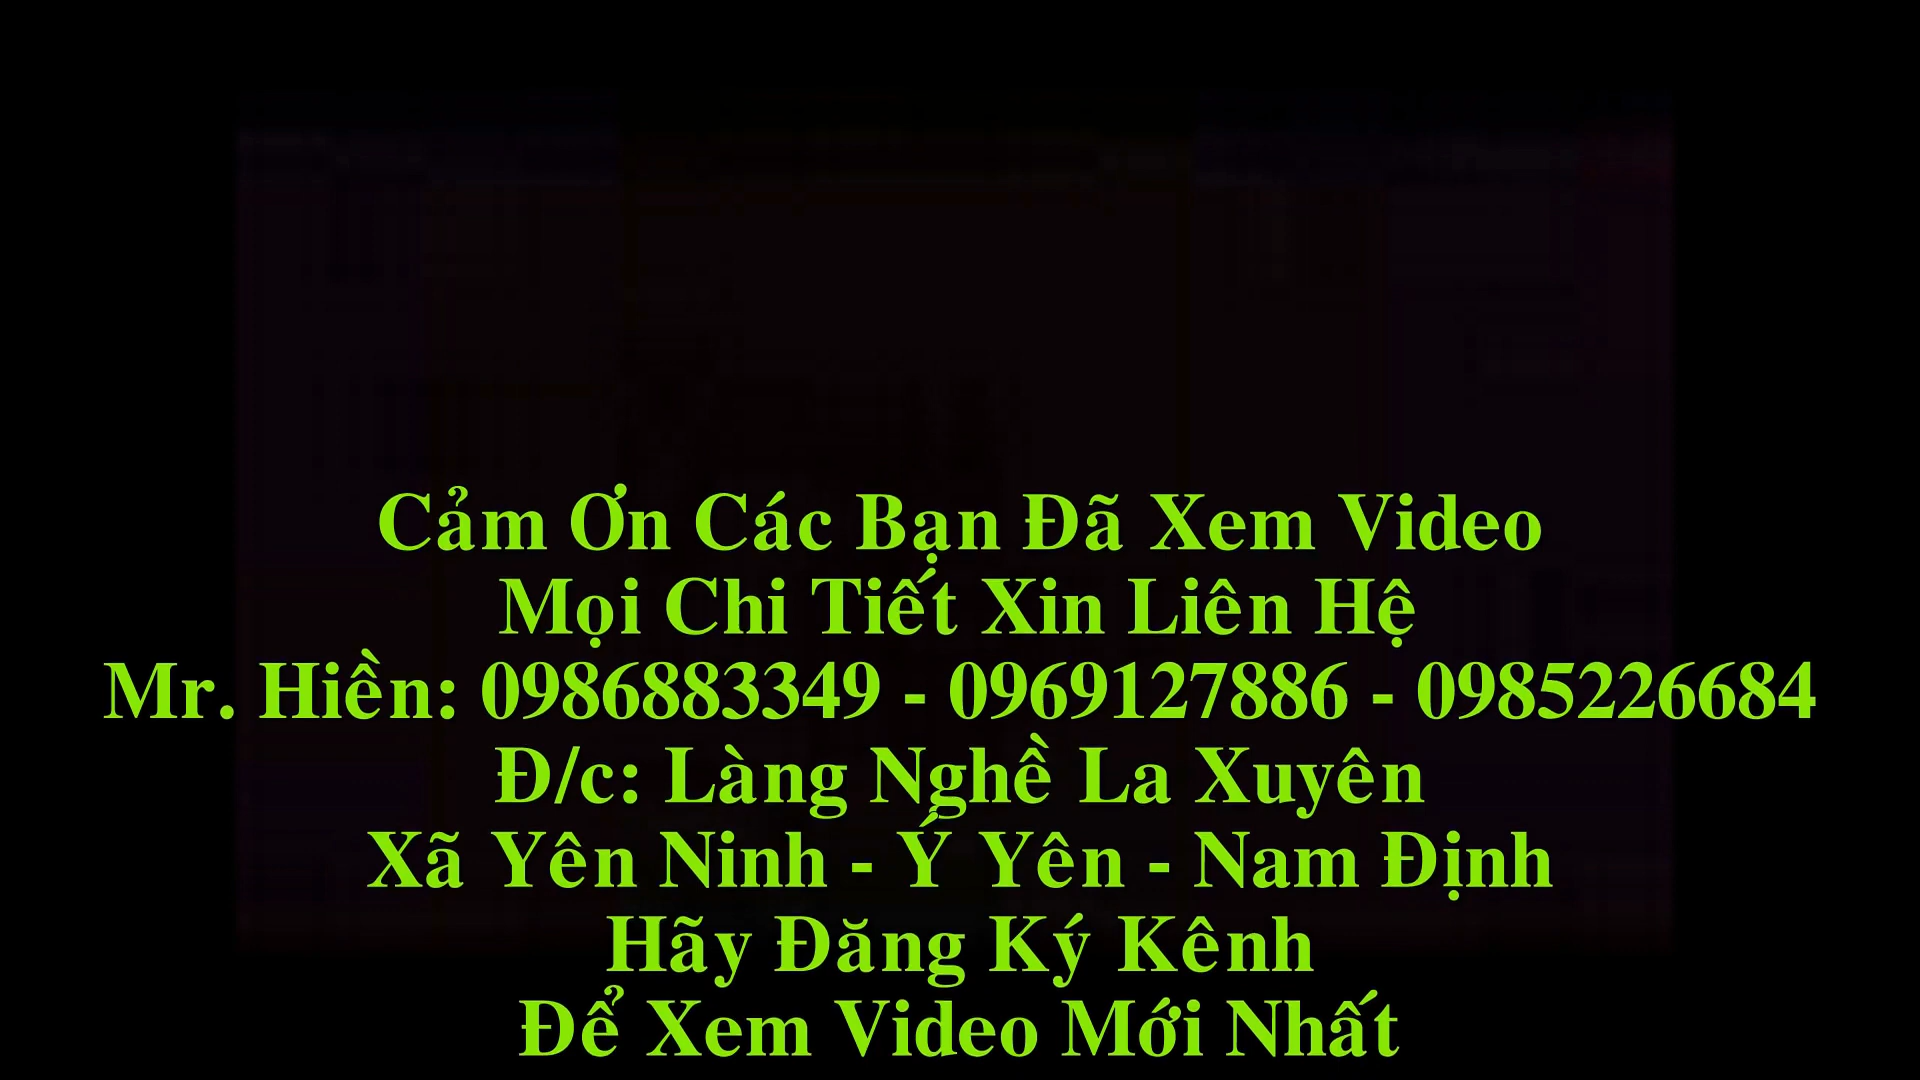 Cảm Ơn Các Bạn Đã Xem Video
Mọi Chi Tiết Xin Liên Hệ
Mr. Hiền: 0986883349 - 0969127886 - 0985226684
Đ/c: Làng Nghề La Xuyên
Xã Yên Ninh - Ý Yên - Nam Định
Hãy Đăng Ký Kênh
Để Xem Video Mới Nhất